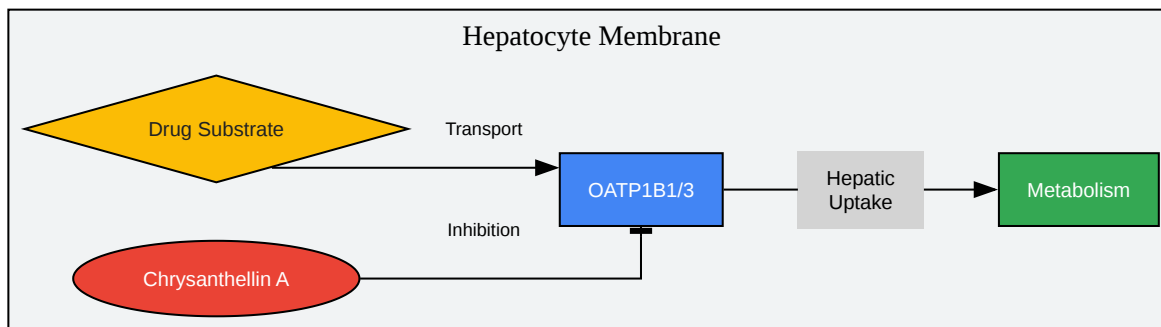 Hepatocyte Membrane
Drug Substrate
Transport
OATP1B1/3
Hepatic
Uptake
Metabolism
Inhibition
Chrysanthellin A